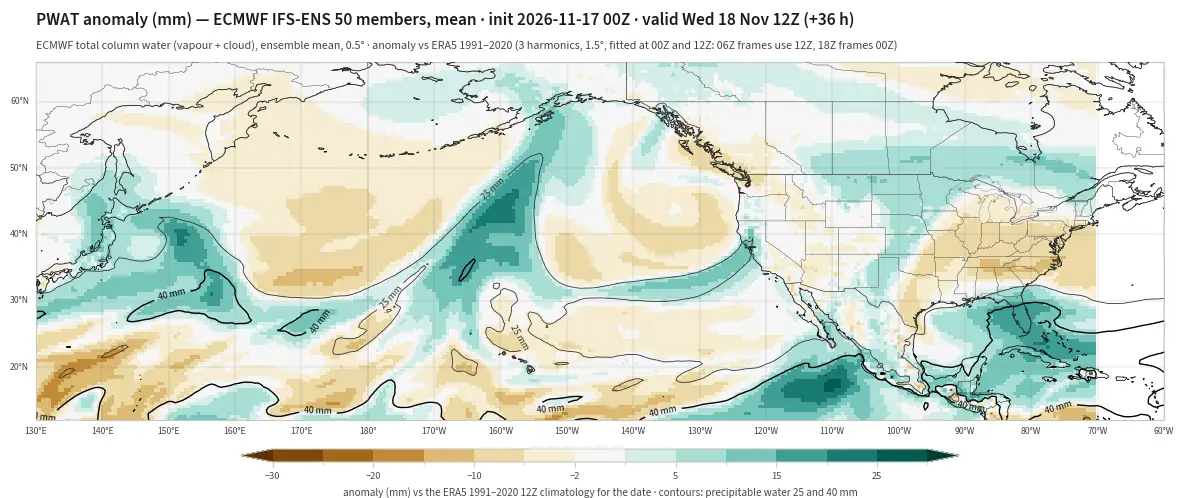 PWAT anomaly (mm) — ECMWF IFS-ENS 50 members, mean · init 2026-11-17 00Z · valid Wed 18 Nov 12Z (+36 h)
ECMWF total column water (vapour + cloud), ensemble mean, 0.5° · anomaly vs ERA5 1991–2020 (3 harmonics, 1.5°, fitted at 00Z and 12Z: 06Z frames use 12Z, 18Z frames 00Z)
60°N
50°N
40°N
30°N
20°N
25 mm
25 mm
25 mm
40 mm
40 mm
mm
40 mm
40 mm
40 mm
40 mm
40 mm
130°E 140°E 150°E 160°E 170°E 180° 170°W 160°W 150°W 140°W 130°W 120°W 110°W 100°W 90°W 80°W 70°W 60°W
−30 −20 −10 −2 5 15 25
anomaly (mm) vs the ERA5 1991–2020 12Z climatology for the date · contours: precipitable water 25 and 40 mm